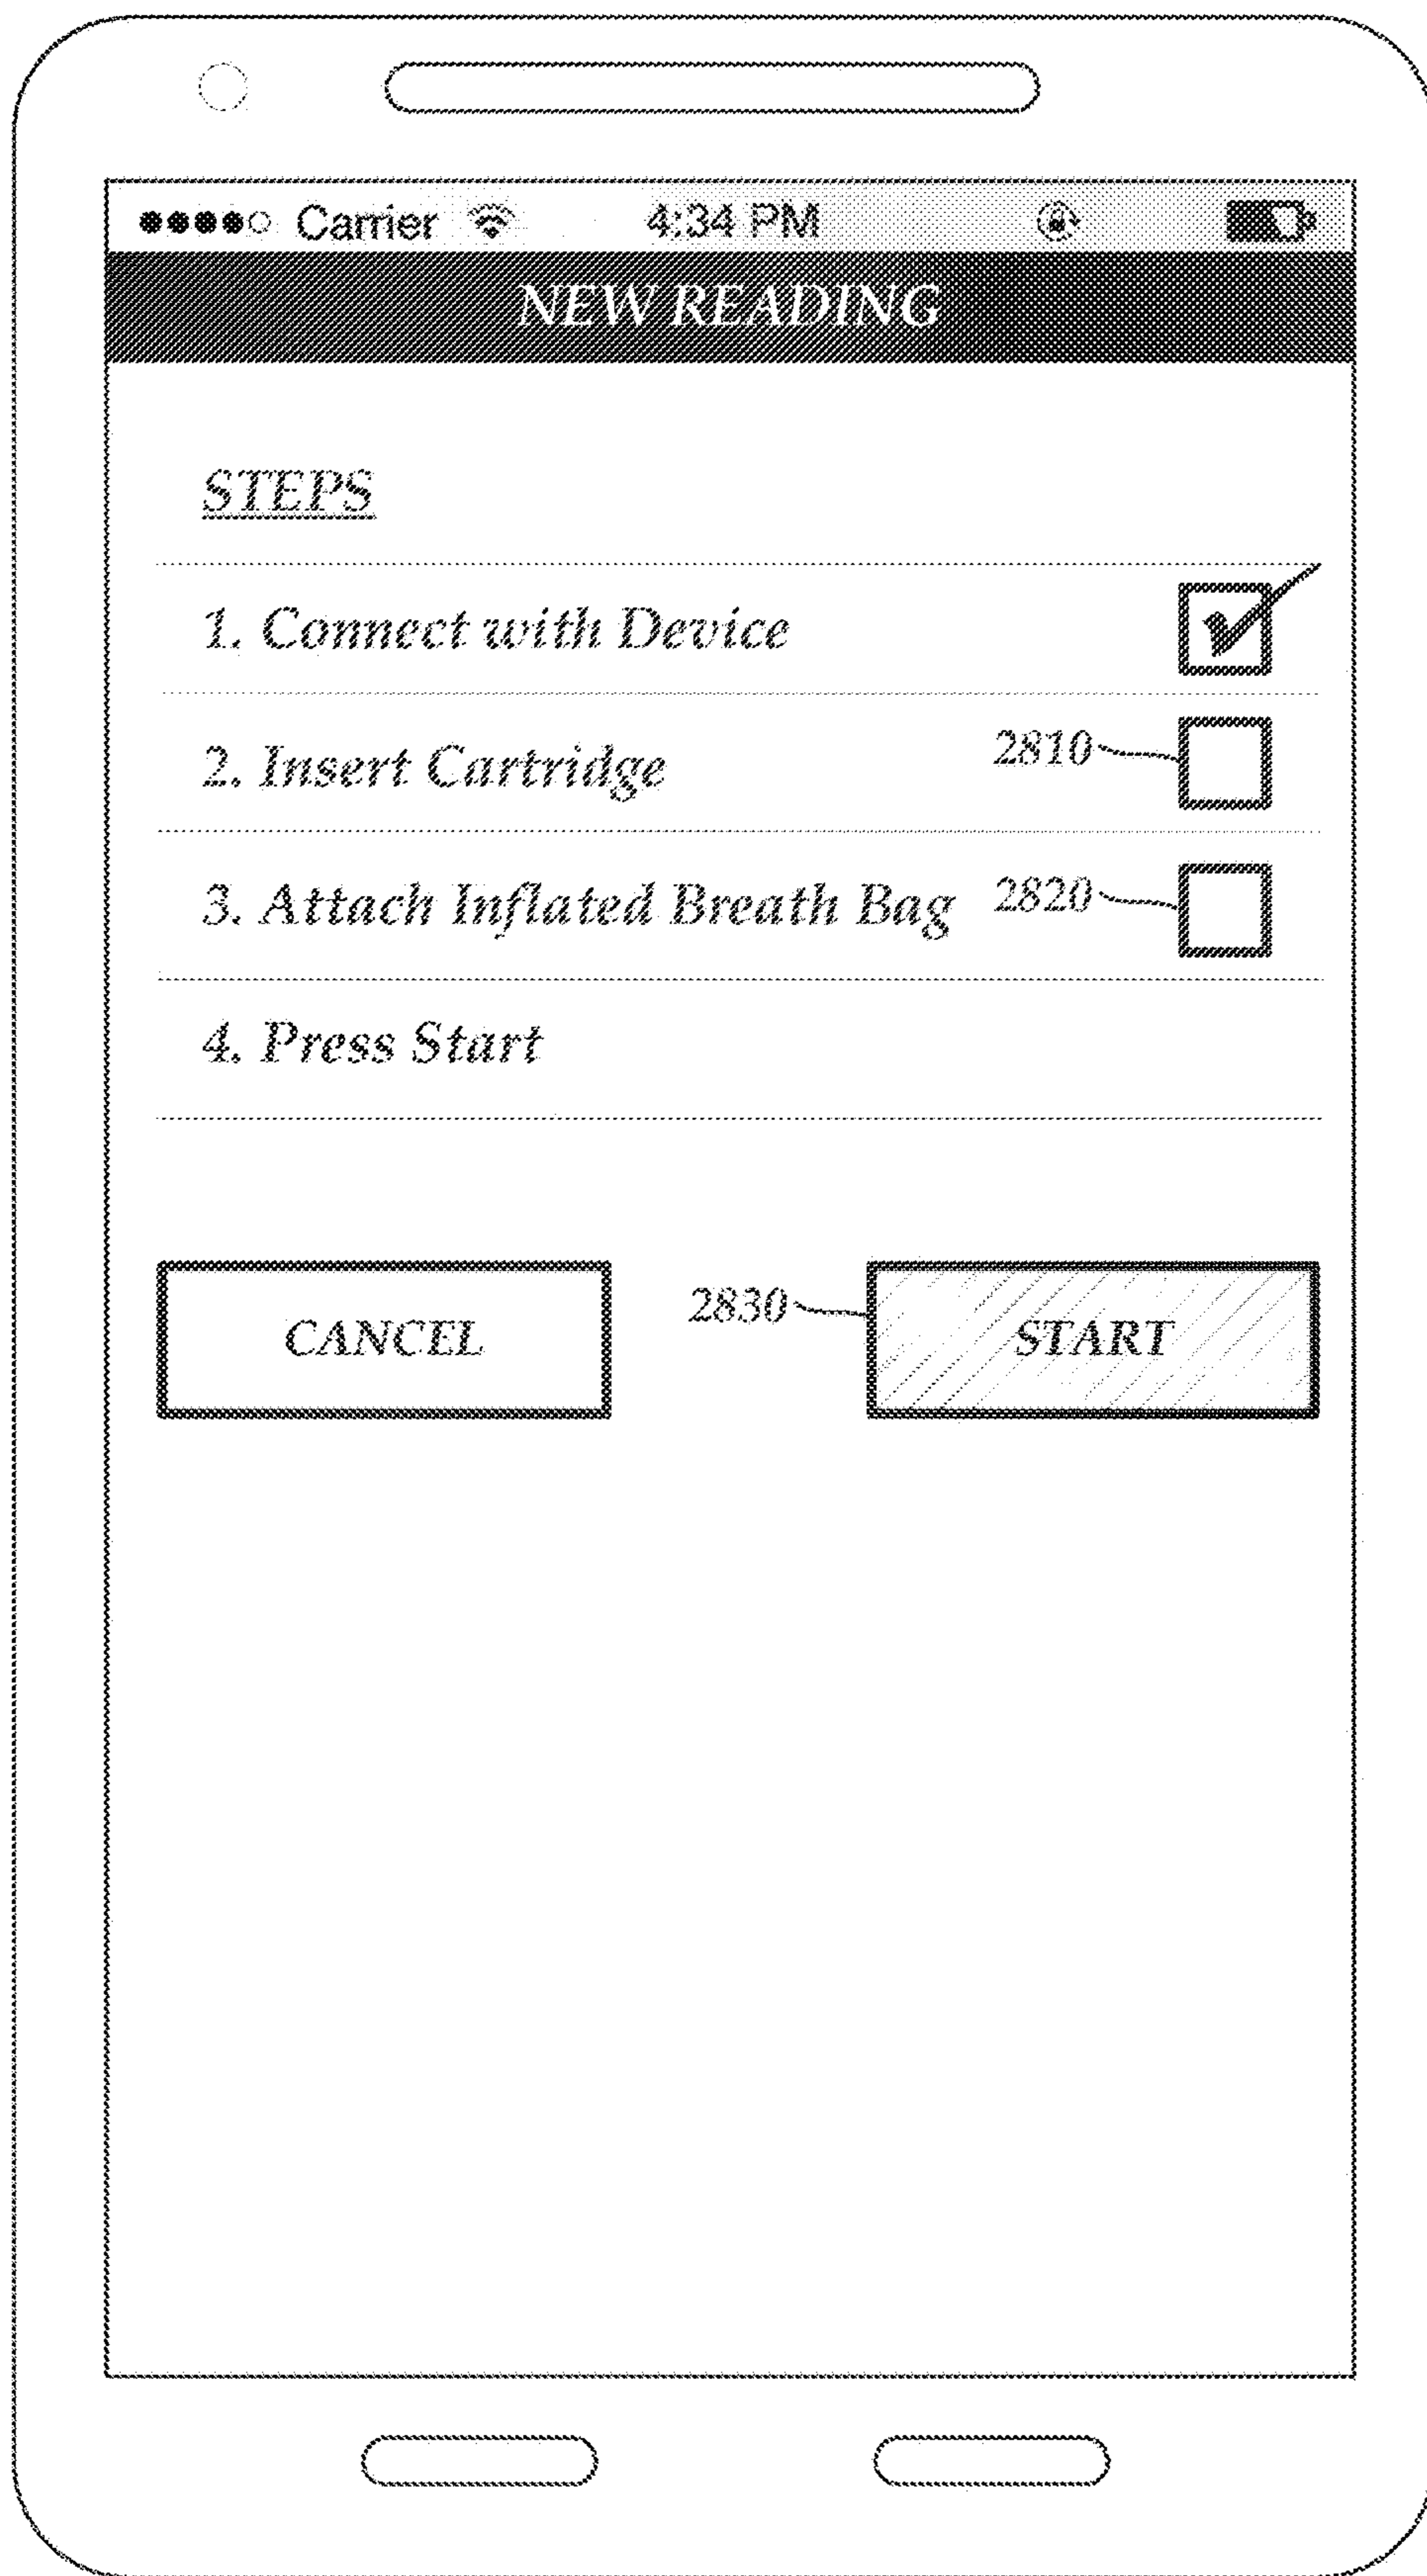 Carrier 4:34 PM
NEW READING
STEPS
1. Connect with Device
2. Insert Cartridge 2810
3. Attach Inflated Breath Bag 2820
4. Press Start
CANCEL 2830 START